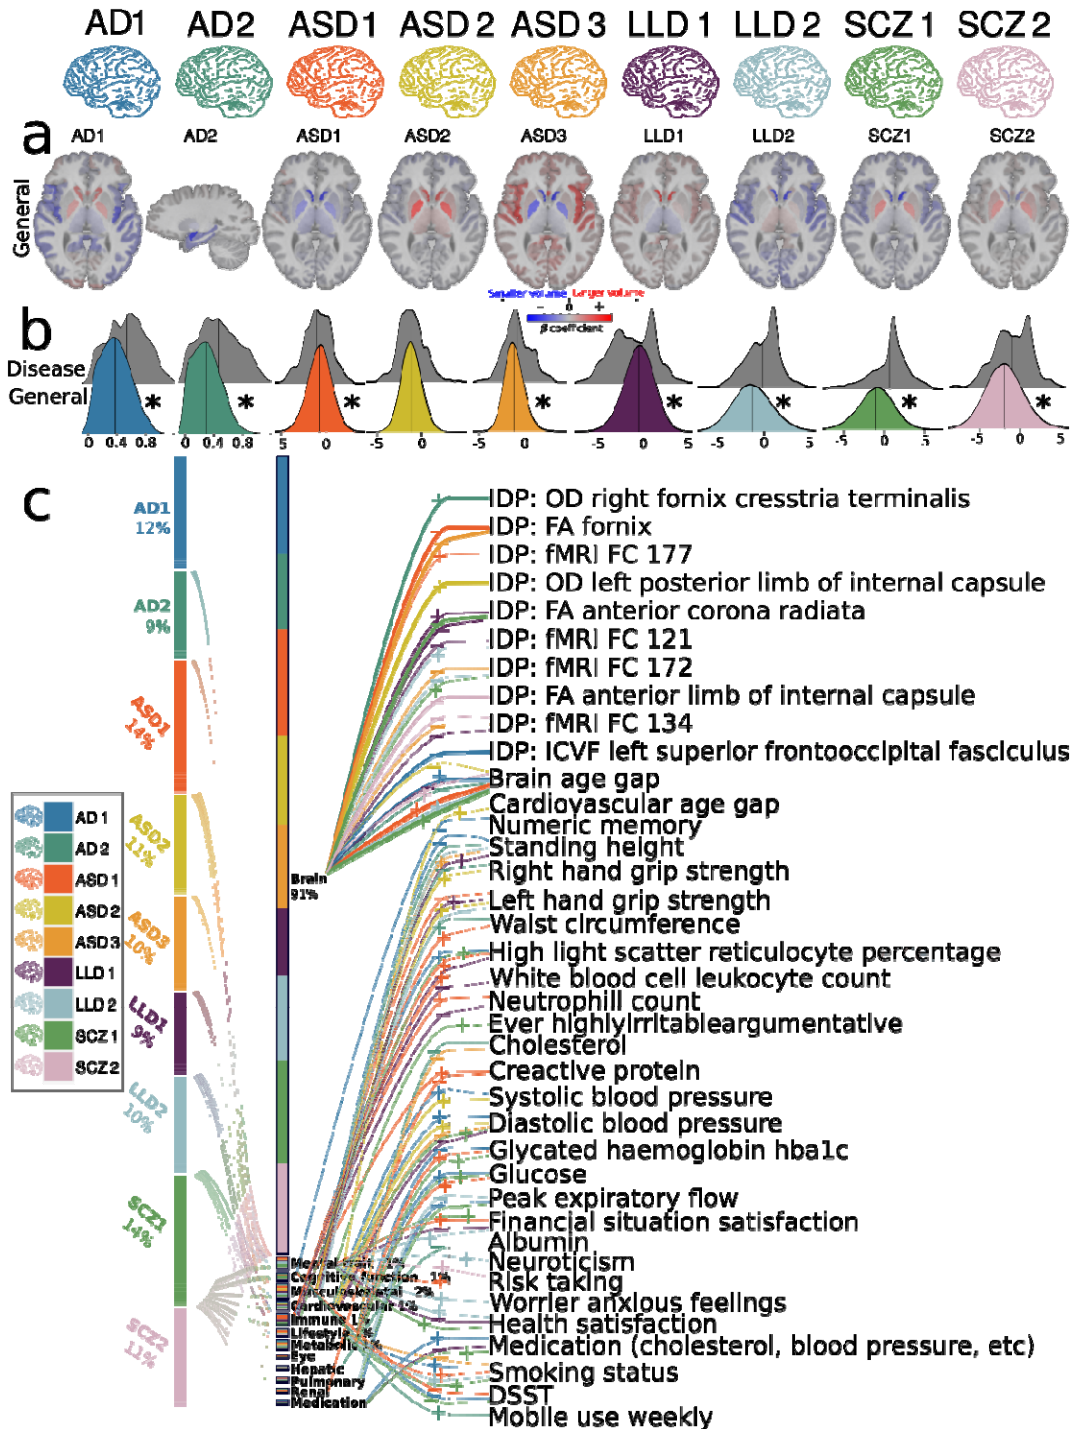 AD1 AD2 ASD1 ASD2 ASD3 LLD1 LLD2 SCZ1 SCZ2
a
AD1 AD2 ASD1 ASD2 ASD3 LLD1 LLD2 SCZ1 SCZ2
General
Smaller volume Larger volume
− 0 +
β coefficient
b
Disease
General
* * * * * * * *
0 0.4 0.8 0 0.4 0.8 5 0 -5 0 -5 0 -5 0 5 -5 0 5 -5 0 5 -5 0 5
c
AD1
12%
AD2
9%
ASD1
14%
ASD2
11%
ASD3
10%
LLD1
9%
LLD2
10%
SCZ1
14%
SCZ2
11%
AD1
AD2
ASD1
ASD2
ASD3
LLD1
LLD2
SCZ1
SCZ2
Brain
91%
Mental trait 1%
Cognitive function 1%
Musculoskeletal 2%
Cardiovascular 1%
Immune
Lifestyle
Metabolic
Eye
Hepatic
Pulmonary
Renal
Medication
IDP: OD right fornix cresstria terminalis
IDP: FA fornix
IDP: fMRI FC 177
IDP: OD left posterior limb of internal capsule
IDP: FA anterior corona radiata
IDP: fMRI FC 121
IDP: fMRI FC 172
IDP: FA anterior limb of internal capsule
IDP: fMRI FC 134
IDP: ICVF left superior frontooccipital fasciculus
Brain age gap
Cardiovascular age gap
Numeric memory
Standing height
Right hand grip strength
Left hand grip strength
Waist circumference
High light scatter reticulocyte percentage
White blood cell leukocyte count
Neutrophill count
Ever highlyirritableargumentative
Cholesterol
Creactive protein
Systolic blood pressure
Diastolic blood pressure
Glycated haemoglobin hba1c
Glucose
Peak expiratory flow
Financial situation satisfaction
Albumin
Neuroticism
Risk taking
Worrier anxious feelings
Health satisfaction
Medication (cholesterol, blood pressure, etc)
Smoking status
DSST
Mobile use weekly